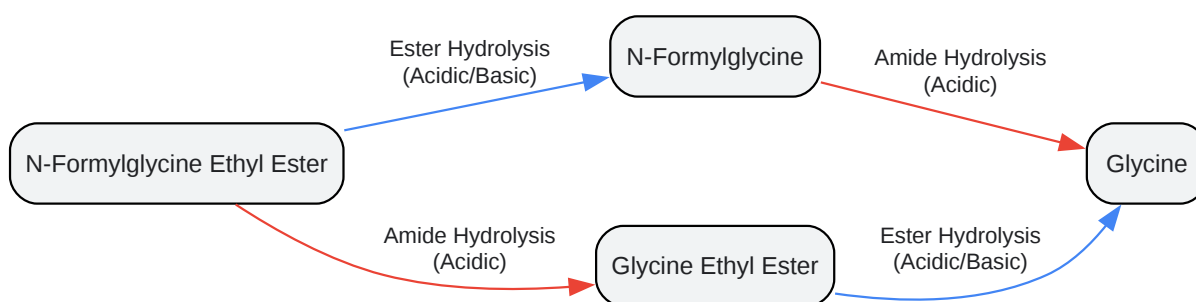 Ester Hydrolysis
(Acidic/Basic)
N-Formylglycine
Amide Hydrolysis
(Acidic)
N-Formylglycine Ethyl Ester
Glycine
Amide Hydrolysis
(Acidic)
Glycine Ethyl Ester
Ester Hydrolysis
(Acidic/Basic)